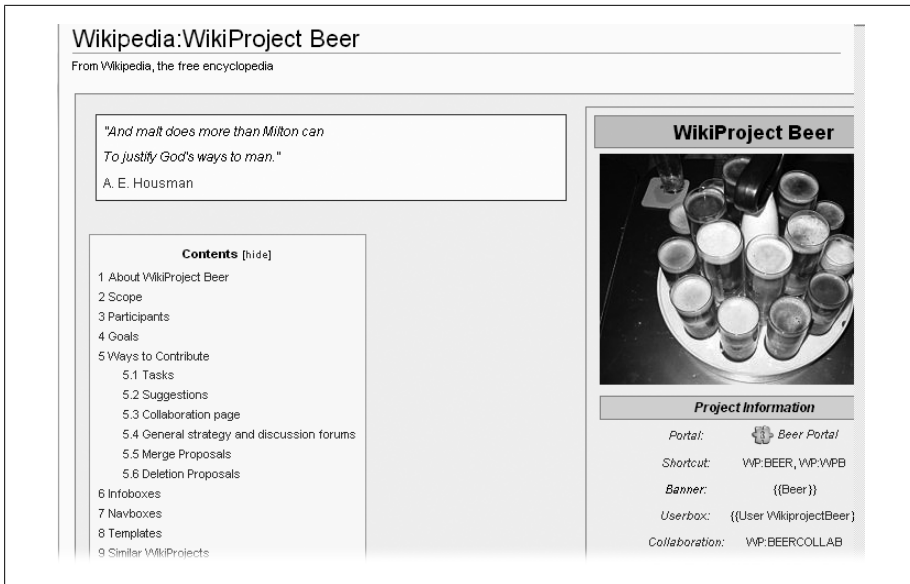 Wikipedia:WikiProject Beer
From Wikipedia, the free encyclopedia
"And malt does more than Milton can
To justify God's ways to man."
A. E. Housman
Contents [hide]
1 About WikiProject Beer
2 Scope
3 Participants
4 Goals
5 Ways to Contribute
5.1 Tasks
5.2 Suggestions
5.3 Collaboration page
5.4 General strategy and discussion forums
5.5 Merge Proposals
5.6 Deletion Proposals
6 Infoboxes
7 Navboxes
8 Templates
9 Similar WikiProjects
WikiProject Beer
Project Information
Portal: Beer Portal
Shortcut: WP:BEER, WP:WPB
Banner: {{Beer}}
Userbox: {{User WikiprojectBeer}
Collaboration: WP:BEERCOLLAB